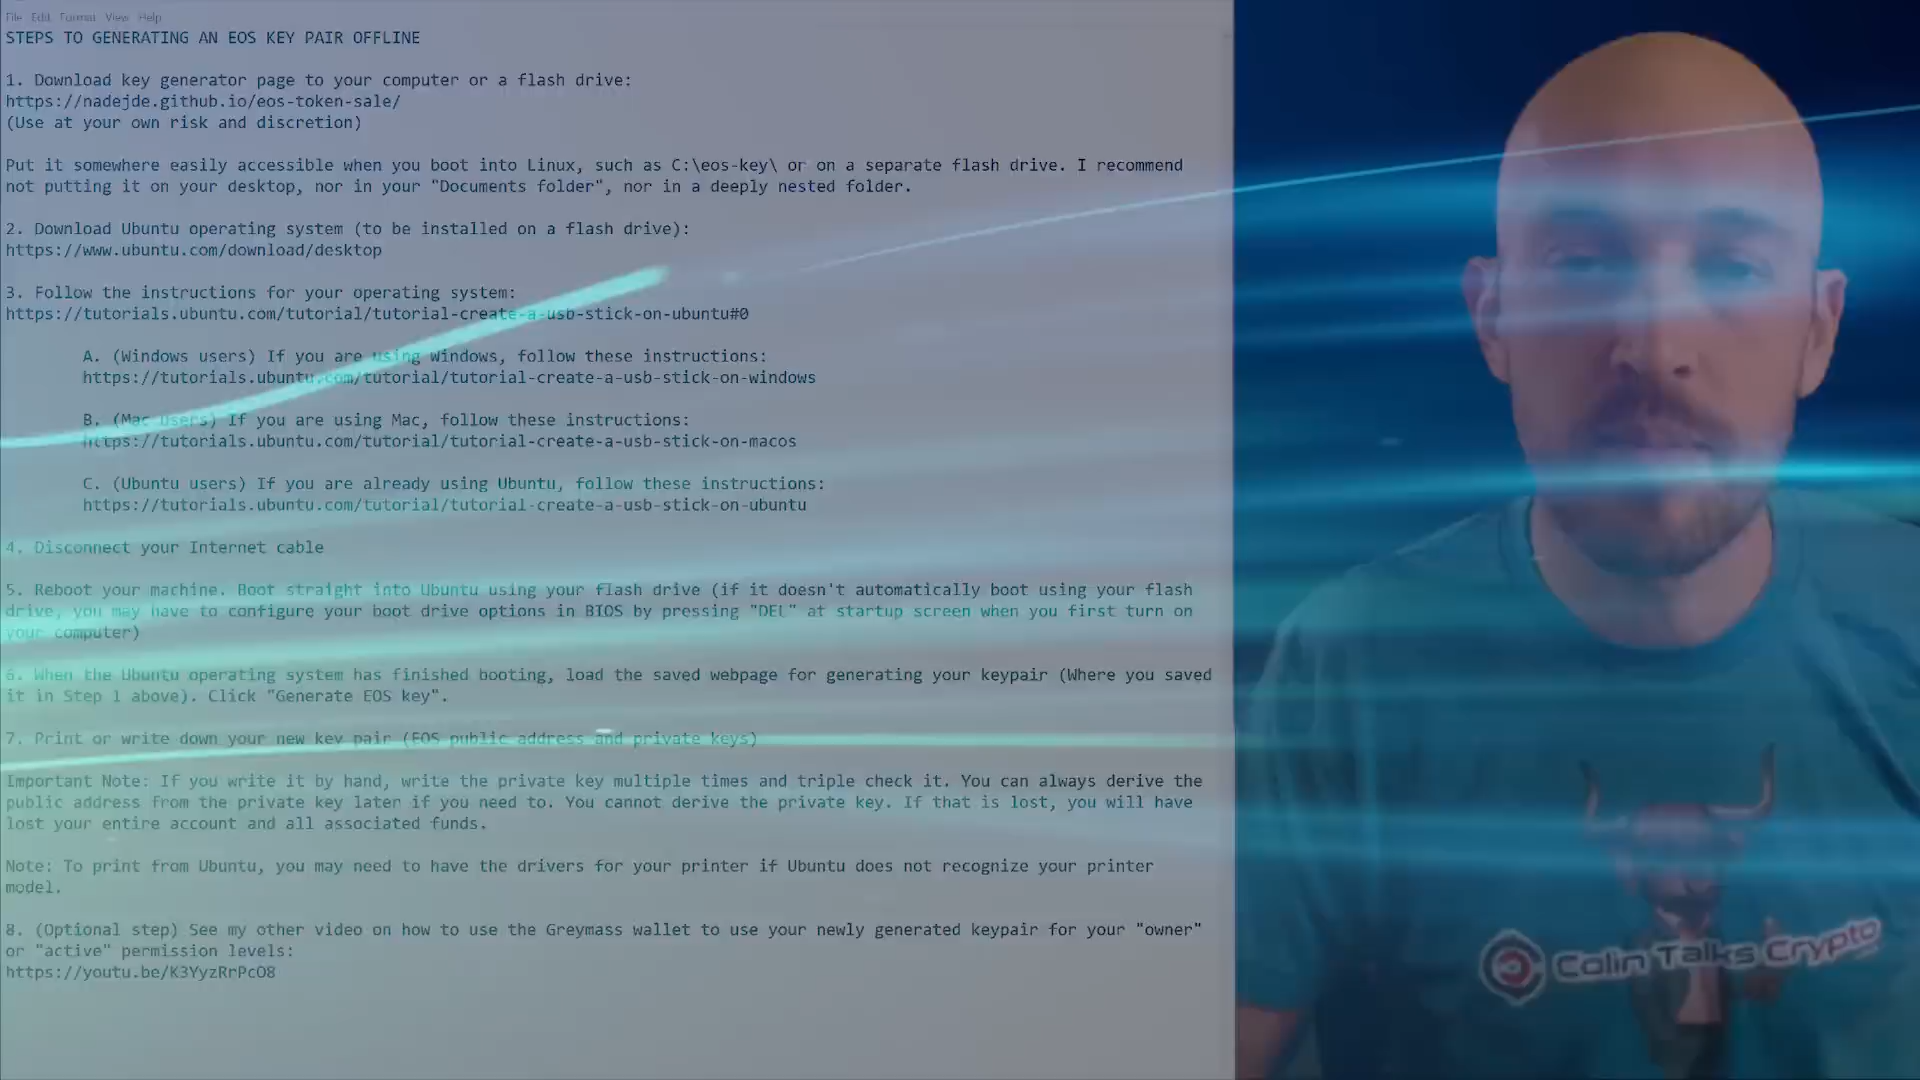 File Edit Format View Help
STEPS TO GENERATING AN EOS KEY PAIR OFFLINE
1. Download key generator page to your computer or a flash drive:
https://nadejde.github.io/eos-token-sale/
(Use at your own risk and discretion)
Put it somewhere easily accessible when you boot into Linux, such as C:\eos-key\ or on a separate flash drive. I recommend
not putting it on your desktop, nor in your "Documents folder", nor in a deeply nested folder.
2. Download Ubuntu operating system (to be installed on a flash drive):
https://www.ubuntu.com/download/desktop
3. Follow the instructions for your operating system:
https://tutorials.ubuntu.com/tutorial/tutorial-create-a-usb-stick-on-ubuntu#0
A. (Windows users) If you are using Windows, follow these instructions:
https://tutorials.ubuntu.com/tutorial/tutorial-create-a-usb-stick-on-windows
B. (Mac users) If you are using Mac, follow these instructions:
https://tutorials.ubuntu.com/tutorial/tutorial-create-a-usb-stick-on-macos
C. (Ubuntu users) If you are already using Ubuntu, follow these instructions:
https://tutorials.ubuntu.com/tutorial/tutorial-create-a-usb-stick-on-ubuntu
4. Disconnect your Internet cable
5. Reboot your machine. Boot straight into Ubuntu using your flash drive (if it doesn't automatically boot using your flash
drive, you may have to configure your boot drive options in BIOS by pressing "DEL" at startup screen when you first turn on
your computer)
6. When the Ubuntu operating system has finished booting, load the saved webpage for generating your keypair (Where you saved
it in Step 1 above). Click "Generate EOS key".
7. Print or write down your new key pair (EOS public address and private keys)
Important Note: If you write it by hand, write the private key multiple times and triple check it. You can always derive the
public address from the private key later if you need to. You cannot derive the private key. If that is lost, you will have
lost your entire account and all associated funds.
Note: To print from Ubuntu, you may need to have the drivers for your printer if Ubuntu does not recognize your printer
model.
8. (Optional step) See my other video on how to use the Greymass wallet to use your newly generated keypair for your "owner"
or "active" permission levels:
https://youtu.be/K3YyzRrPcO8
Colin Talks Crypto